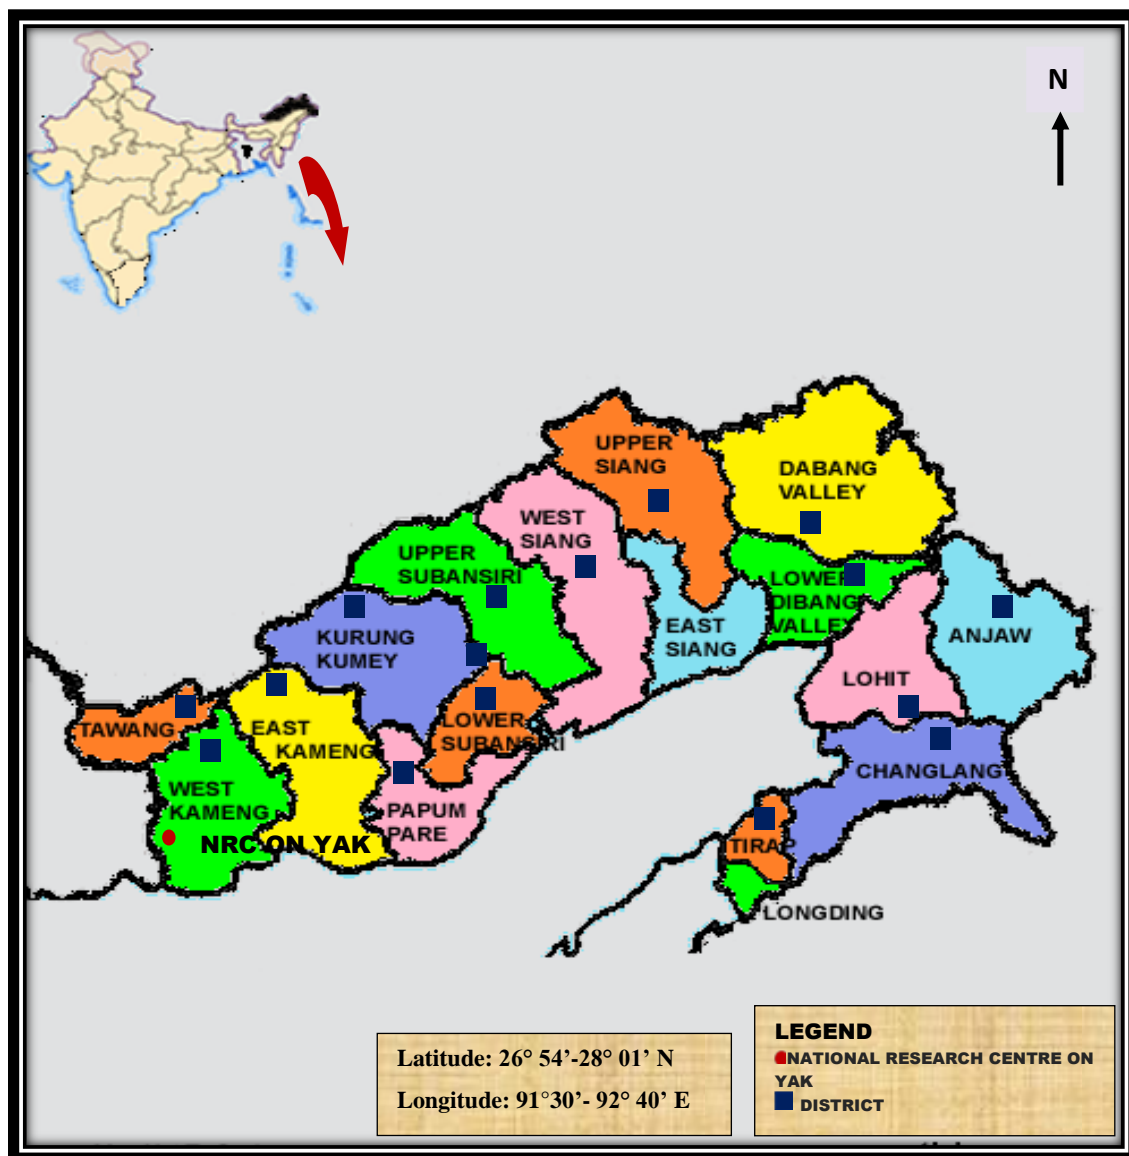 N
UPPER
SIANG
DABANG
VALLEY
WEST
SIANG
UPPER
SUBANSIRI
LOWER
DIBANG
VALLEY
EAST
SIANG
ANJAW
KURUNG
KUMEY
LOHIT
TAWANG
EAST
KAMENG
LOWER
SUBANSIRI
CHANGLANG
WEST
KAMENG
PAPUM
PARE
NRC ON YAK
TIRAP
LONGDING
Latitude: 26° 54’-28° 01’ N
Longitude: 91°30’- 92° 40’ E
LEGEND
NATIONAL RESEARCH CENTRE ON
YAK
DISTRICT